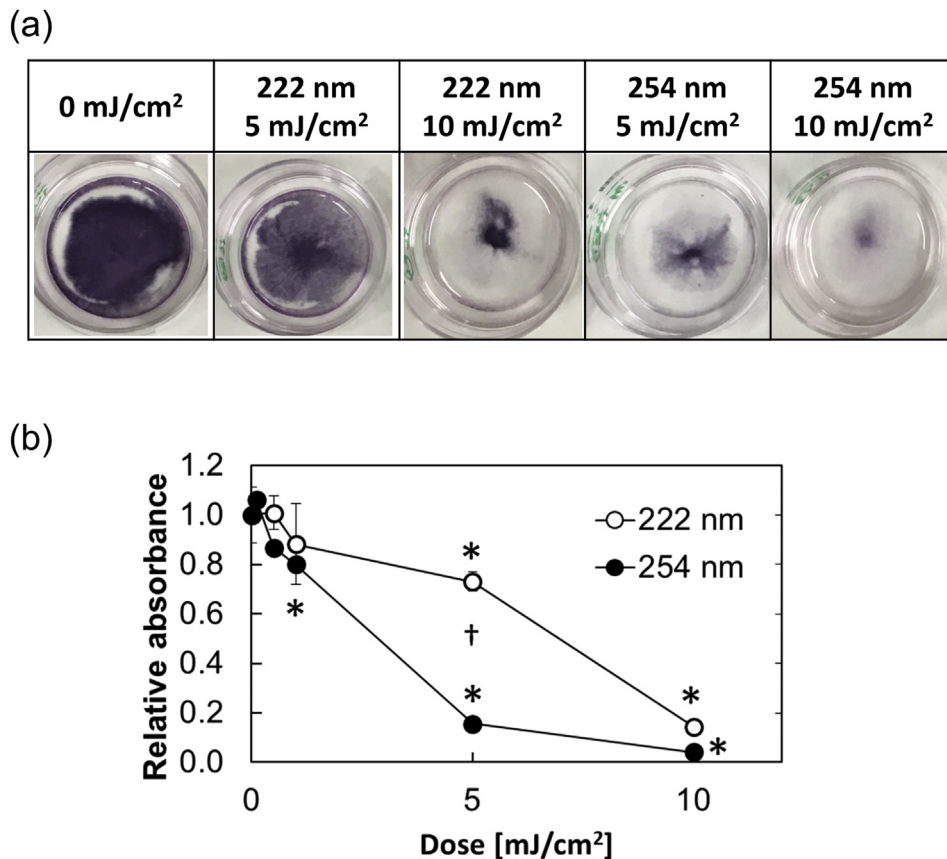 (a)
0 mJ/cm²
222 nm
5 mJ/cm²
222 nm
10 mJ/cm²
254 nm
5 mJ/cm²
254 nm
10 mJ/cm²
(b)
Relative absorbance
1.2
1.0
0.8
0.6
0.4
0.2
0.0
222 nm
254 nm
*
*
†
*
*
*
0
5
10
Dose [mJ/cm²]